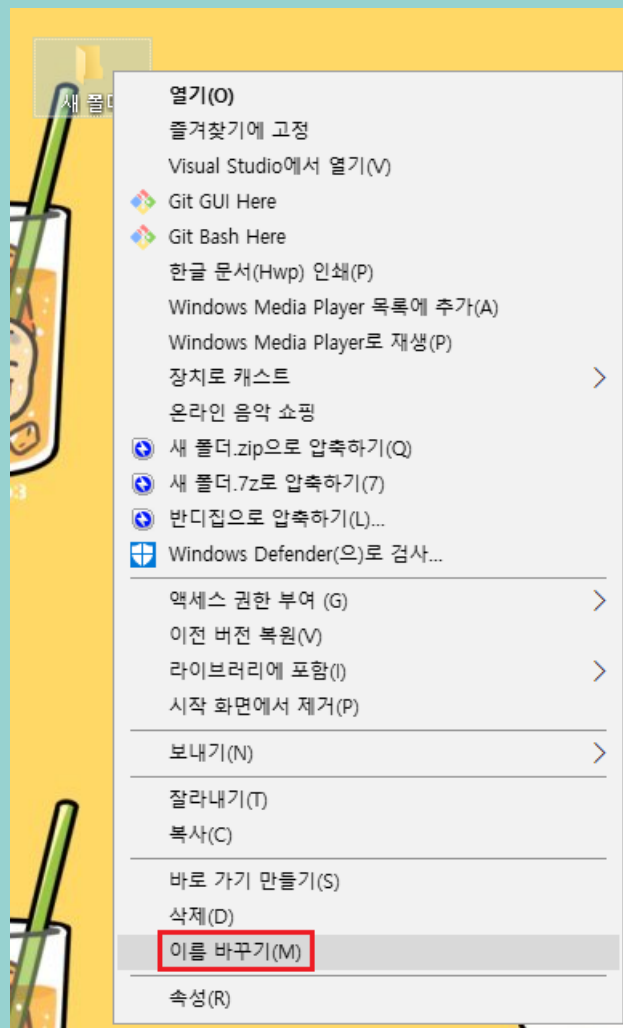 새 폴더
열기(O)
즐겨찾기에 고정
Visual Studio에서 열기(V)
Git GUI Here
Git Bash Here
한글 문서(Hwp) 인쇄(P)
Windows Media Player 목록에 추가(A)
Windows Media Player로 재생(P)
장치로 캐스트
온라인 음악 쇼핑
새 폴더.zip으로 압축하기(Q)
새 폴더.7z로 압축하기(7)
반디집으로 압축하기(L)...
Windows Defender(으)로 검사...
액세스 권한 부여 (G)
이전 버전 복원(V)
라이브러리에 포함(I)
시작 화면에서 제거(P)
보내기(N)
잘라내기(T)
복사(C)
바로 가기 만들기(S)
삭제(D)
이름 바꾸기(M)
속성(R)